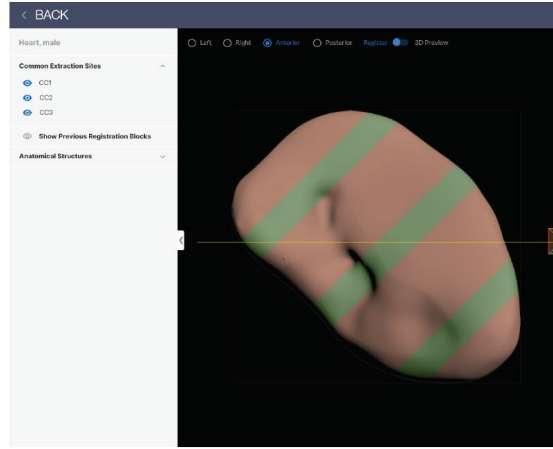 < BACK
Heart, male
Left Right Anterior Posterior Register 3D Preview
Common Extraction Sites
CC1
CC2
CC3
Show Previous Registration Blocks
Anatomical Structures